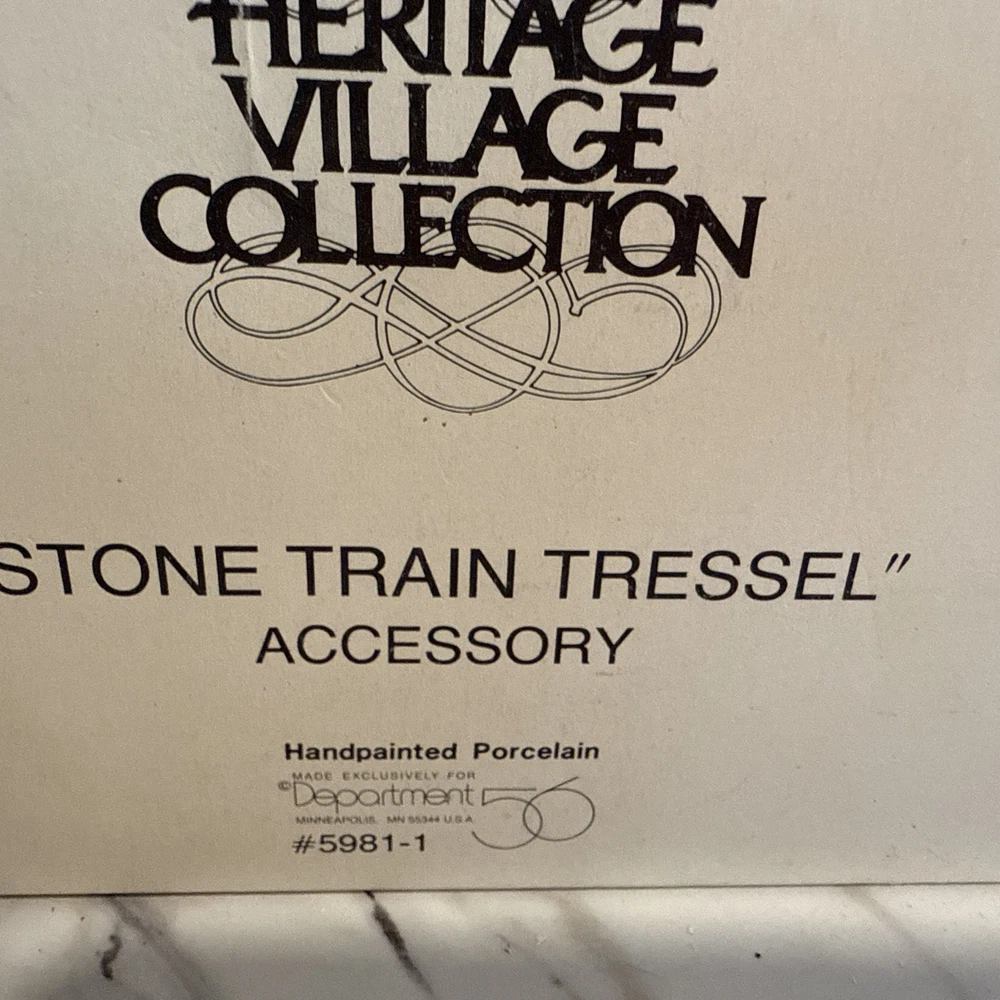 HERITAGE
VILLAGE
COLLECTION
STONE TRAIN TRESSEL"
ACCESSORY
Handpainted Porcelain
MADE EXCLUSIVELY FOR
©Department 56
MINNEAPOLIS, MN 55344 U.S.A.
#5981-1